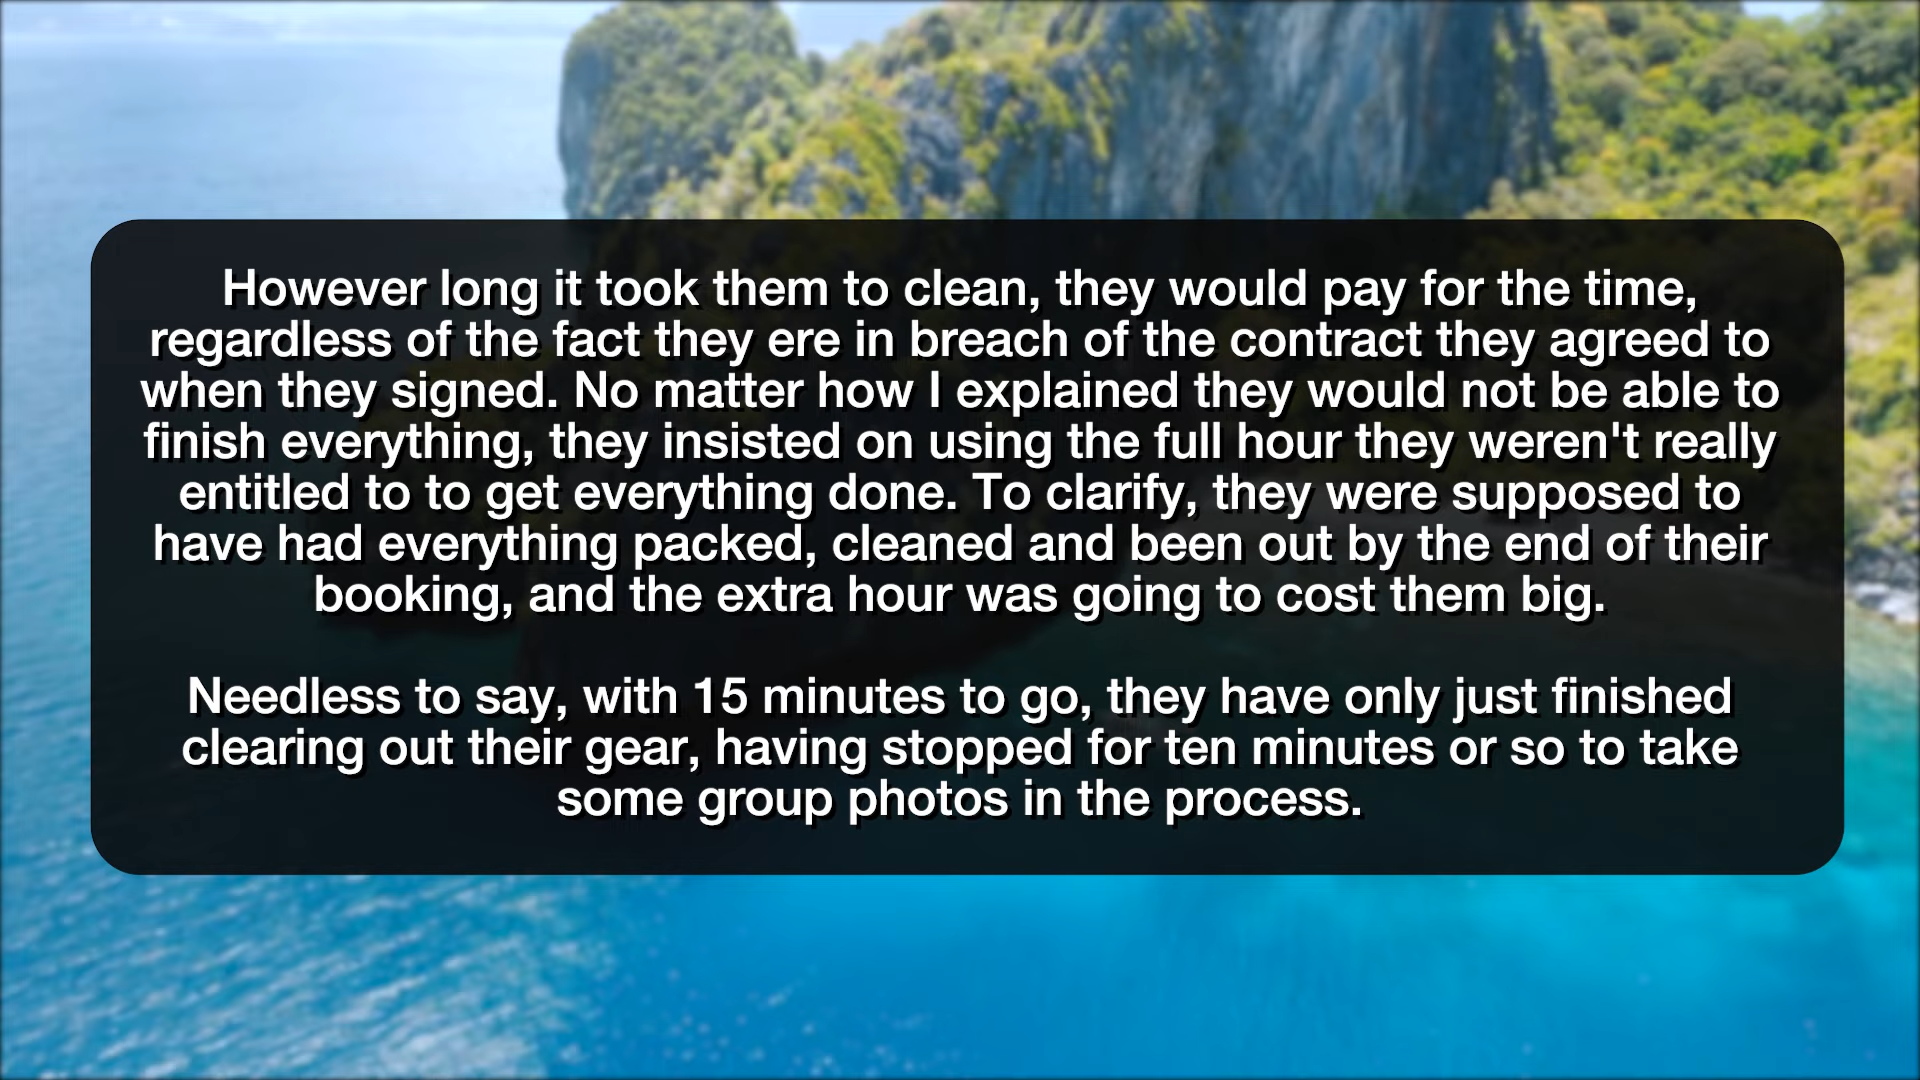 However long it took them to clean, they would pay for the time,
regardless of the fact they ere in breach of the contract they agreed to
when they signed. No matter how I explained they would not be able to
finish everything, they insisted on using the full hour they weren't really
entitled to to get everything done. To clarify, they were supposed to
have had everything packed, cleaned and been out by the end of their
booking, and the extra hour was going to cost them big.
Needless to say, with 15 minutes to go, they have only just finished
clearing out their gear, having stopped for ten minutes or so to take
some group photos in the process.